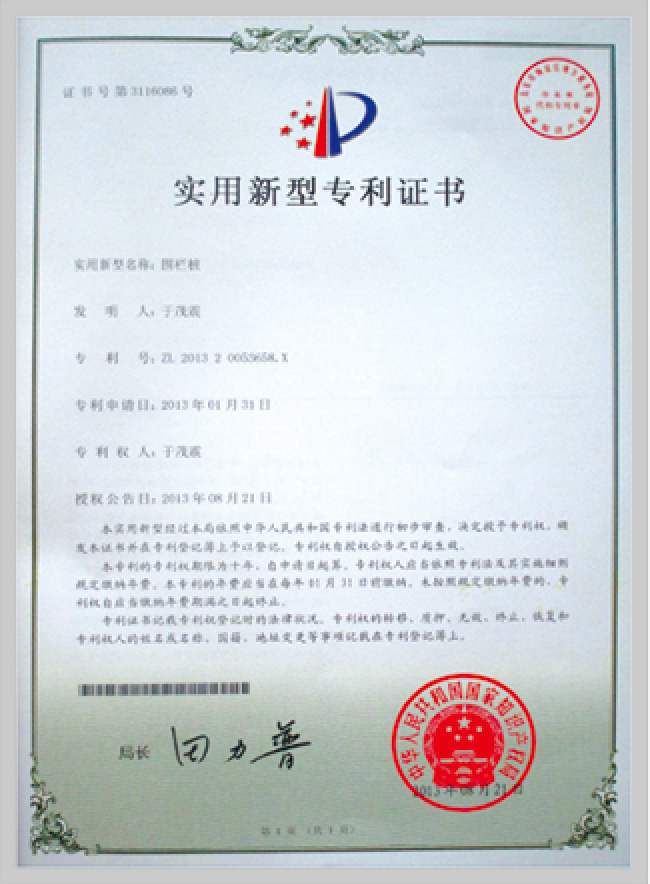 证书号第3116086号
实用新型专利证书
实用新型名称：围栏桩
发 明 人：于茂震
专 利 号：ZL 2013 2 0053658.X
专利申请日：2013年01月31日
专 利 权 人：于茂震
授权公告日：2013年08月21日
本实用新型经过本局依照中华人民共和国专利法进行初步审查，决定授予专利权，颁
发本证书并在专利登记簿上予以登记。专利权自授权公告之日起生效。
本专利的专利权期限为十年，自申请日起算。专利权人应当依照专利法及其实施细则
规定缴纳年费。本专利的年费应当在每年01月31日前缴纳。未按照规定缴纳年费的，专
利权自应当缴纳年费期满之日起终止。
专利证书记载专利权登记时的法律状况。专利权的转移、质押、无效、终止、恢复和
专利权人的姓名或名称、国籍、地址变更等事项记载在专利登记簿上。
局长
田力普
中华人民共和国国家知识产权局
2013年08月21日
第1页（共1页）